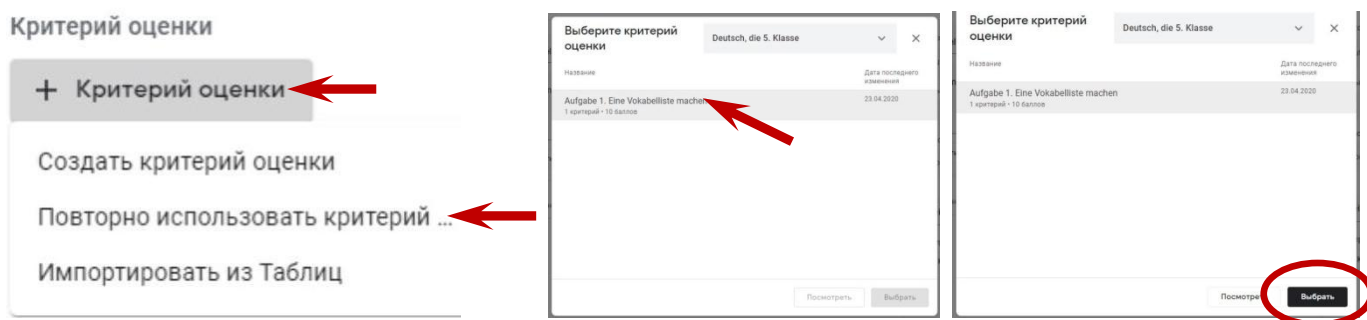 Критерий оценки
+ Критерий оценки
Создать критерий оценки
Повторно использовать критерий ...
Импортировать из Таблиц
Выберите критерий
оценки
Deutsch, die 5. Klasse
Название
Дата последнего
изменения
Aufgabe 1. Eine Vokabelliste machen
23.04.2020
1 критерий • 10 баллов
Посмотреть
Выбрать
Выберите критерий
оценки
Deutsch, die 5. Klasse
Название
Дата последнего
изменения
Aufgabe 1. Eine Vokabelliste machen
23.04.2020
1 критерий • 10 баллов
Посмотре
Выбрать